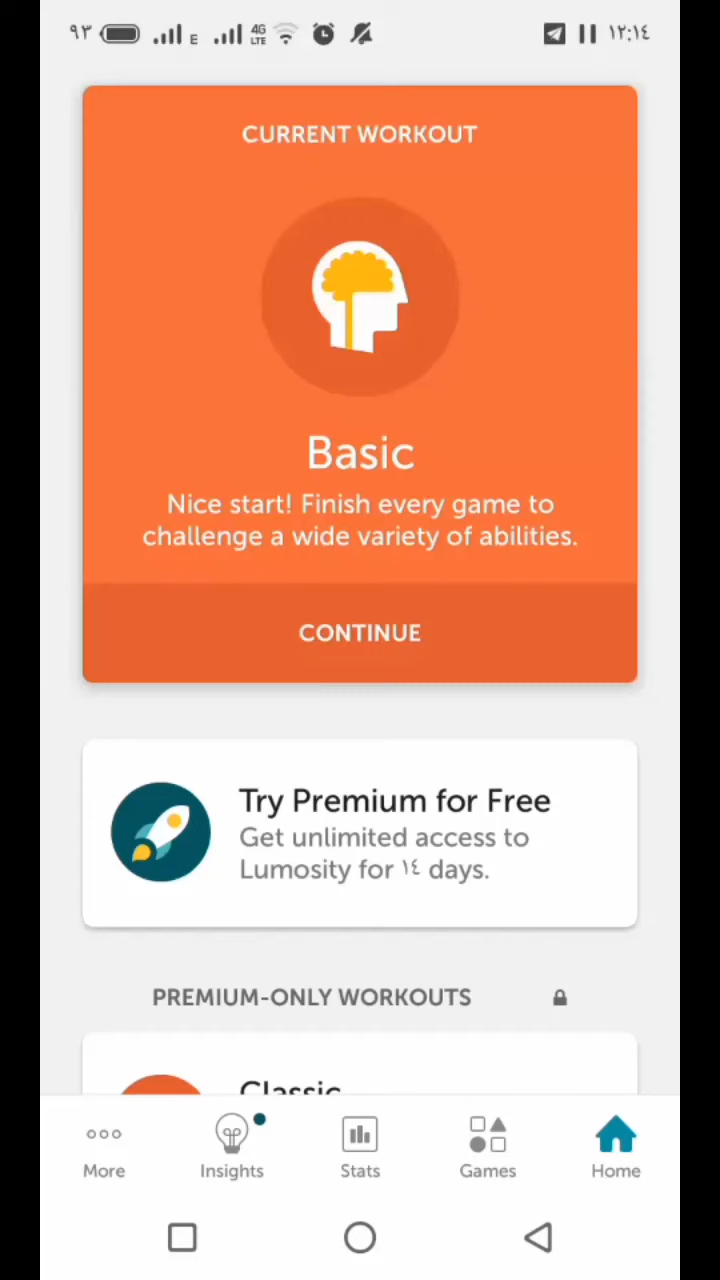 ٩٣ E 4G LTE ١٢:١٤
CURRENT WORKOUT
Basic
Nice start! Finish every game to
challenge a wide variety of abilities.
CONTINUE
Try Premium for Free
Get unlimited access to
Lumosity for ١٤ days.
PREMIUM-ONLY WORKOUTS
Classic
More Insights Stats Games Home